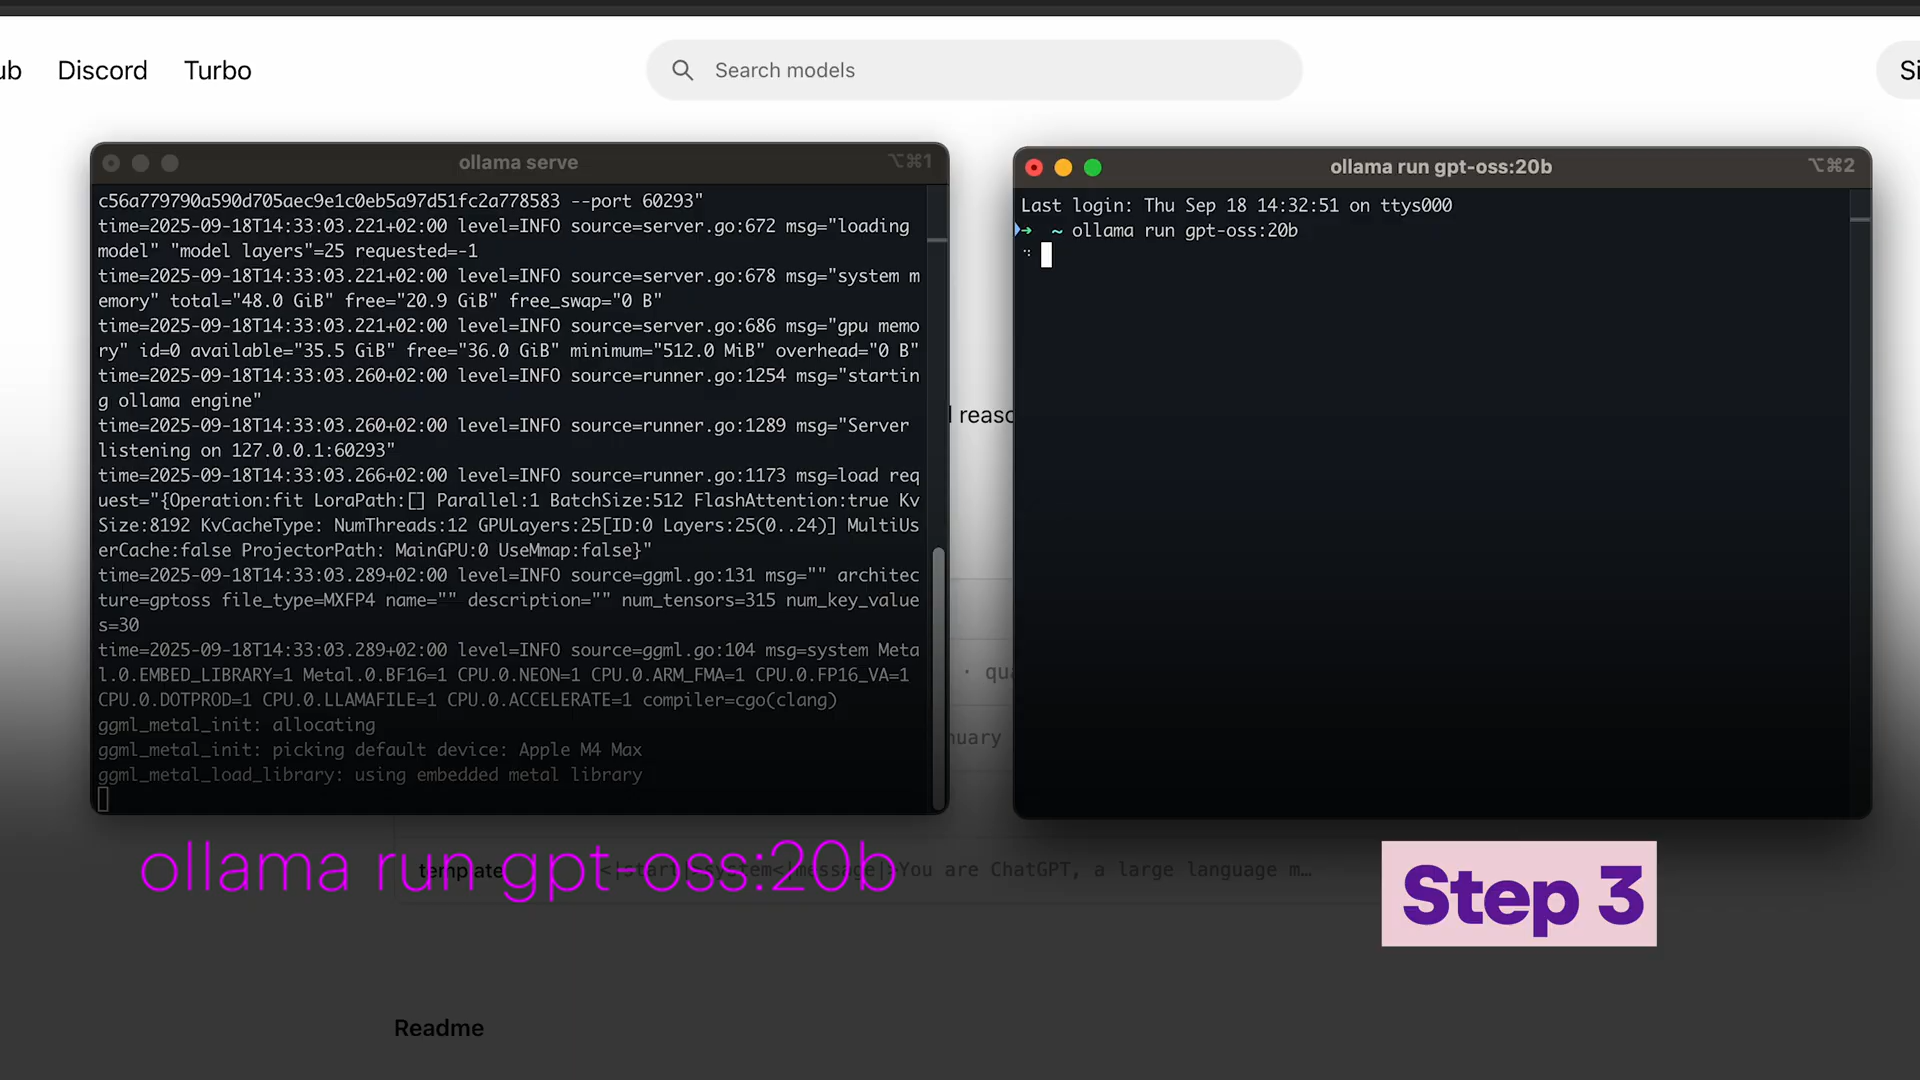 ub Discord Turbo
Search models
Si
ollama serve
⌥⌘1
c56a779790a590d705aec9e1c0eb5a97d51fc2a778583 --port 60293"
time=2025-09-18T14:33:03.221+02:00 level=INFO source=server.go:672 msg="loading
model" "model layers"=25 requested=-1
time=2025-09-18T14:33:03.221+02:00 level=INFO source=server.go:678 msg="system m
emory" total="48.0 GiB" free="20.9 GiB" free_swap="0 B"
time=2025-09-18T14:33:03.221+02:00 level=INFO source=server.go:686 msg="gpu memo
ry" id=0 available="35.5 GiB" free="36.0 GiB" minimum="512.0 MiB" overhead="0 B"
time=2025-09-18T14:33:03.260+02:00 level=INFO source=runner.go:1254 msg="startin
g ollama engine"
time=2025-09-18T14:33:03.260+02:00 level=INFO source=runner.go:1289 msg="Server
listening on 127.0.0.1:60293"
time=2025-09-18T14:33:03.266+02:00 level=INFO source=runner.go:1173 msg=load req
uest="{Operation:fit LoraPath:[] Parallel:1 BatchSize:512 FlashAttention:true Kv
Size:8192 KvCacheType: NumThreads:12 GPULayers:25[ID:0 Layers:25(0..24)] MultiUs
erCache:false ProjectorPath: MainGPU:0 UseMmap:false}"
time=2025-09-18T14:33:03.289+02:00 level=INFO source=ggml.go:131 msg="" architec
ture=gptoss file_type=MXFP4 name="" description="" num_tensors=315 num_key_value
s=30
time=2025-09-18T14:33:03.289+02:00 level=INFO source=ggml.go:104 msg=system Meta
l.0.EMBED_LIBRARY=1 Metal.0.BF16=1 CPU.0.NEON=1 CPU.0.ARM_FMA=1 CPU.0.FP16_VA=1
CPU.0.DOTPROD=1 CPU.0.LLAMAFILE=1 CPU.0.ACCELERATE=1 compiler=cgo(clang)
ggml_metal_init: allocating
ggml_metal_init: picking default device: Apple M4 Max
ggml_metal_load_library: using embedded metal library
l reaso
· qua
nuary
ollama run gpt-oss:20b
⌥⌘2
Last login: Thu Sep 18 14:32:51 on ttys000
➜ ~ ollama run gpt-oss:20b
ollama run gpt oss:20b
template <|start|>system<|message|>You are ChatGPT, a large language m…
Step 3
Readme